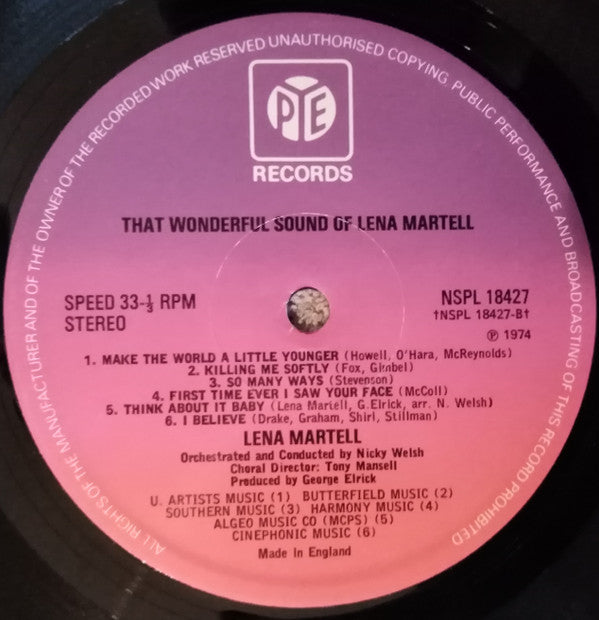 ALL RIGHTS OF THE MANUFACTURER AND OF THE OWNER OF THE RECORDED WORK RESERVED UNAUTHORISED COPYING. PUBLIC PERFORMANCE AND BROADCASTING OF THIS RECORD PROHIBITED
PYE
RECORDS
THAT WONDERFUL SOUND OF LENA MARTELL
SPEED 33-⅓ RPM
STEREO
NSPL 18427
†NSPL 18427-B†
℗ 1974
1. MAKE THE WORLD A LITTLE YOUNGER (Howell, O'Hara, McReynolds)
2. KILLING ME SOFTLY (Fox, Gimbel)
3. SO MANY WAYS (Stevenson)
4. FIRST TIME EVER I SAW YOUR FACE (McColl)
5. THINK ABOUT IT BABY (Lena Martell, G.Elrick, arr. N. Welsh)
6. I BELIEVE (Drake, Graham, Shirl, Stillman)
LENA MARTELL
Orchestrated and Conducted by Nicky Welsh
Choral Director: Tony Mansell
Produced by George Elrick
U. ARTISTS MUSIC (1) BUTTERFIELD MUSIC (2)
SOUTHERN MUSIC (3) HARMONY MUSIC (4)
ALGEO MUSIC CO (MCPS) (5)
CINEPHONIC MUSIC (6)
Made In England